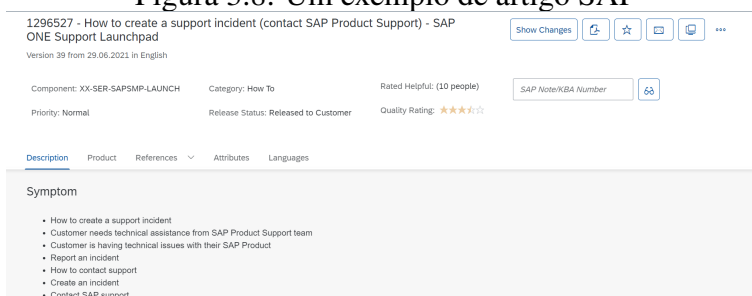 Figura 3.8: Um exemplo de artigo SAP
1296527 - How to create a support incident (contact SAP Product Support) - SAP
ONE Support Launchpad
Show Changes
Version 39 from 29.06.2021 in English
Component: XX-SER-SAPSMP-LAUNCH
Category: How To
Rated Helpful: (10 people)
SAP Note/KBA Number
Priority: Normal
Release Status: Released to Customer
Quality Rating:
Description Product References Attributes Languages
Symptom
• How to create a support incident
• Customer needs technical assistance from SAP Product Support team
• Customer is having technical issues with their SAP Product
• Report an incident
• How to contact support
• Create an incident
• Contact SAP support